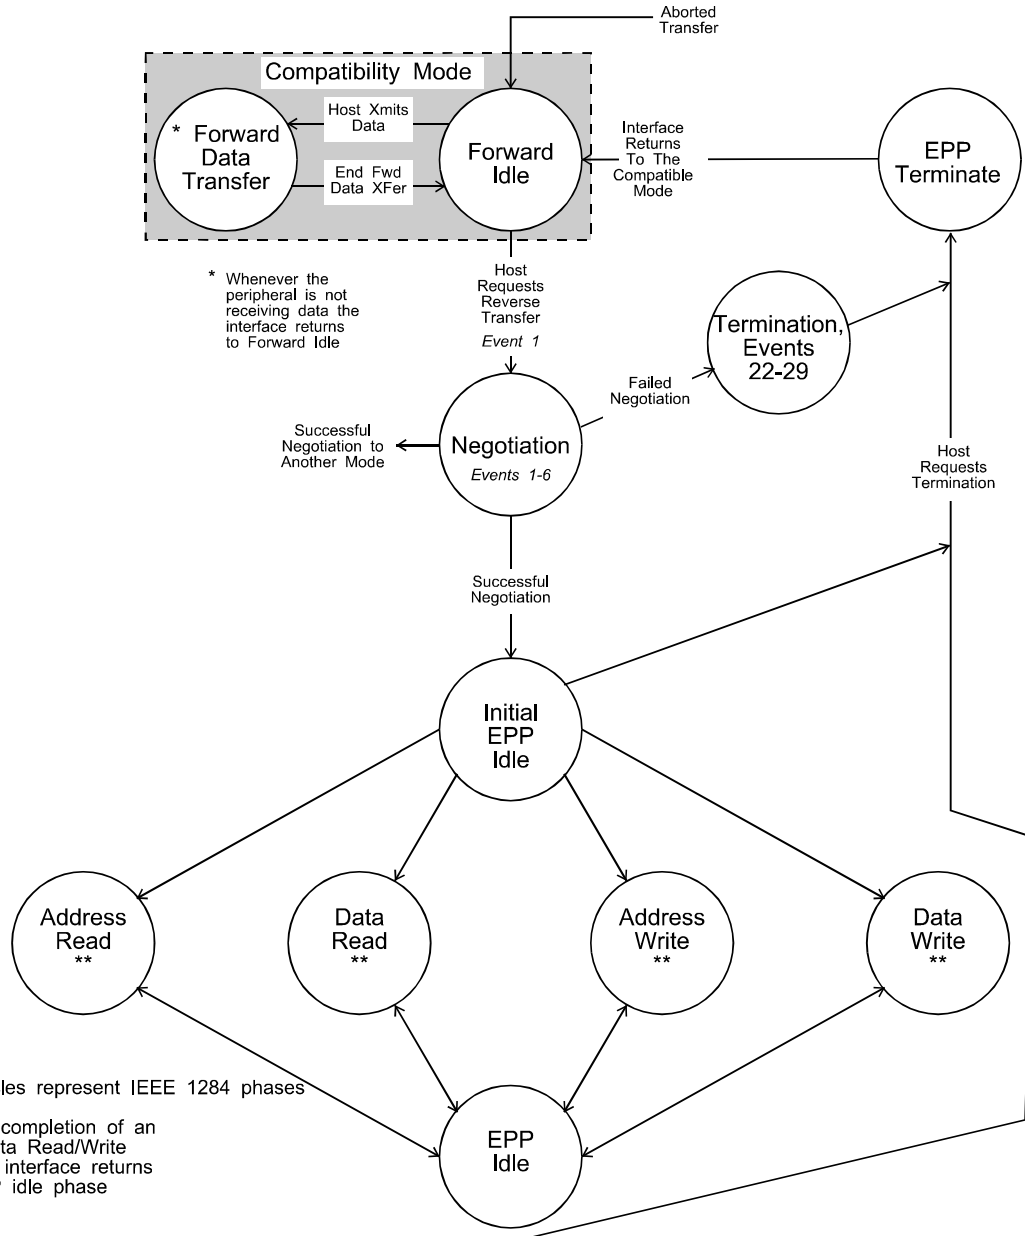 Aborted
Transfer
Compatibility Mode
* Forward
Data
Transfer
Host Xmits
Data
End Fwd
Data XFer
Forward
Idle
Interface
Returns
To The
Compatible
Mode
EPP
Terminate
* Whenever the
peripheral is not
receiving data the
interface returns
to Forward Idle
Host
Requests
Reverse
Transfer
Event 1
Termination,
Events
22-29
Failed
Negotiation
Successful
Negotiation to
Another Mode
Negotiation
Events 1-6
Host
Requests
Termination
Successful
Negotiation
Initial
EPP
Idle
Address
Read
**
Data
Read
**
Address
Write
**
Data
Write
**
les represent IEEE 1284 phases
completion of an
ta Read/Write
interface returns
idle phase
EPP
Idle